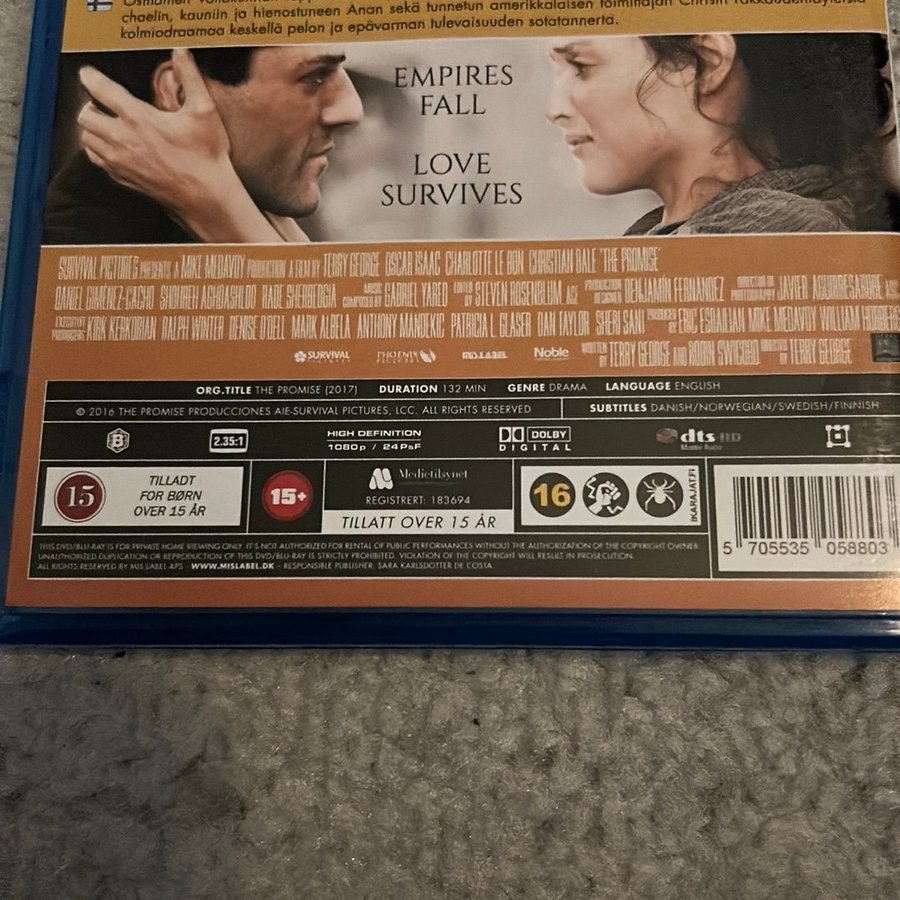 chaelin, kauniin ja hienostuneen Anan sekä tunnetun amerikkalaisen toimittajan Chrisin rakkaudentäyteistä
kolmiodraamaa keskellä pelon ja epävarman tulevaisuuden sotatannerta.
EMPIRES
FALL
LOVE
SURVIVES
SURVIVAL PICTURES PRESENTS A MIKE MEDAVOY PRODUCTION A FILM BY TERRY GEORGE OSCAR ISAAC CHARLOTTE LE BON CHRISTIAN BALE "THE PROMISE"
DANIEL GIMÉNEZ-CACHO SHOHREH AGHDASHLOO RADE SHERBEDGIA MUSIC COMPOSED BY GABRIEL YARED EDITED BY STEVEN ROSENBLUM, ACE PRODUCTION DESIGNER BENJAMÍN FERNÁNDEZ DIRECTOR OF PHOTOGRAPHY JAVIER AGUIRRESAROBE
EXECUTIVE PRODUCERS KIRK KERKORIAN RALPH WINTER DENISE O'DELL MARK ALBELA ANTHONY MANDEKIC PATRICIA L GLASER DAN TAYLOR SHERI SANI PRODUCED BY ERIC ESRAILIAN MIKE MEDAVOY WILLIAM
SURVIVAL PICTURES PHOENIX PICTURES MIS.LABEL Noble WRITTEN BY TERRY GEORGE AND ROBIN SWICORD DIRECTED BY TERRY GEORGE
ORG.TITLE THE PROMISE (2017) DURATION 132 MIN GENRE DRAMA LANGUAGE ENGLISH
© 2016 THE PROMISE PRODUCCIONES AIE-SURVIVAL PICTURES, LCC. ALL RIGHTS RESERVED SUBTITLES DANISH/NORWEGIAN/SWEDISH/FINNISH
B 2.35:1 HIGH DEFINITION 1080p / 24PsF DOLBY DIGITAL dts HD Master Audio
15 TILLADT FOR BØRN OVER 15 ÅR 15+ Medietilsynet REGISTRERT: 183694 TILLATT OVER 15 ÅR 16 IKARAJAT.FI
THIS DVD/BLU-RAY IS FOR PRIVATE HOME VIEWING ONLY. IT'S NOT AUTHORIZED FOR RENTAL OF PUBLIC PERFORMANCES WITHOUT THE AUTHORIZATION OF THE COPYRIGHT OWNER.
UNAUTHORIZED DUPLICATION OR REPRODUCTION OF THIS DVD/BLU-RAY IS STRICTLY PROHIBITED. VIOLATION OF THE COPYRIGHT WILL RESULT IN PROSECUTION.
ALL RIGHTS RESERVED BY MIS LABEL APS - WWW.MISLABEL.DK - RESPONSIBLE PUBLISHER: SARA KARLSDOTTER DE COSTA
5 705535 058803